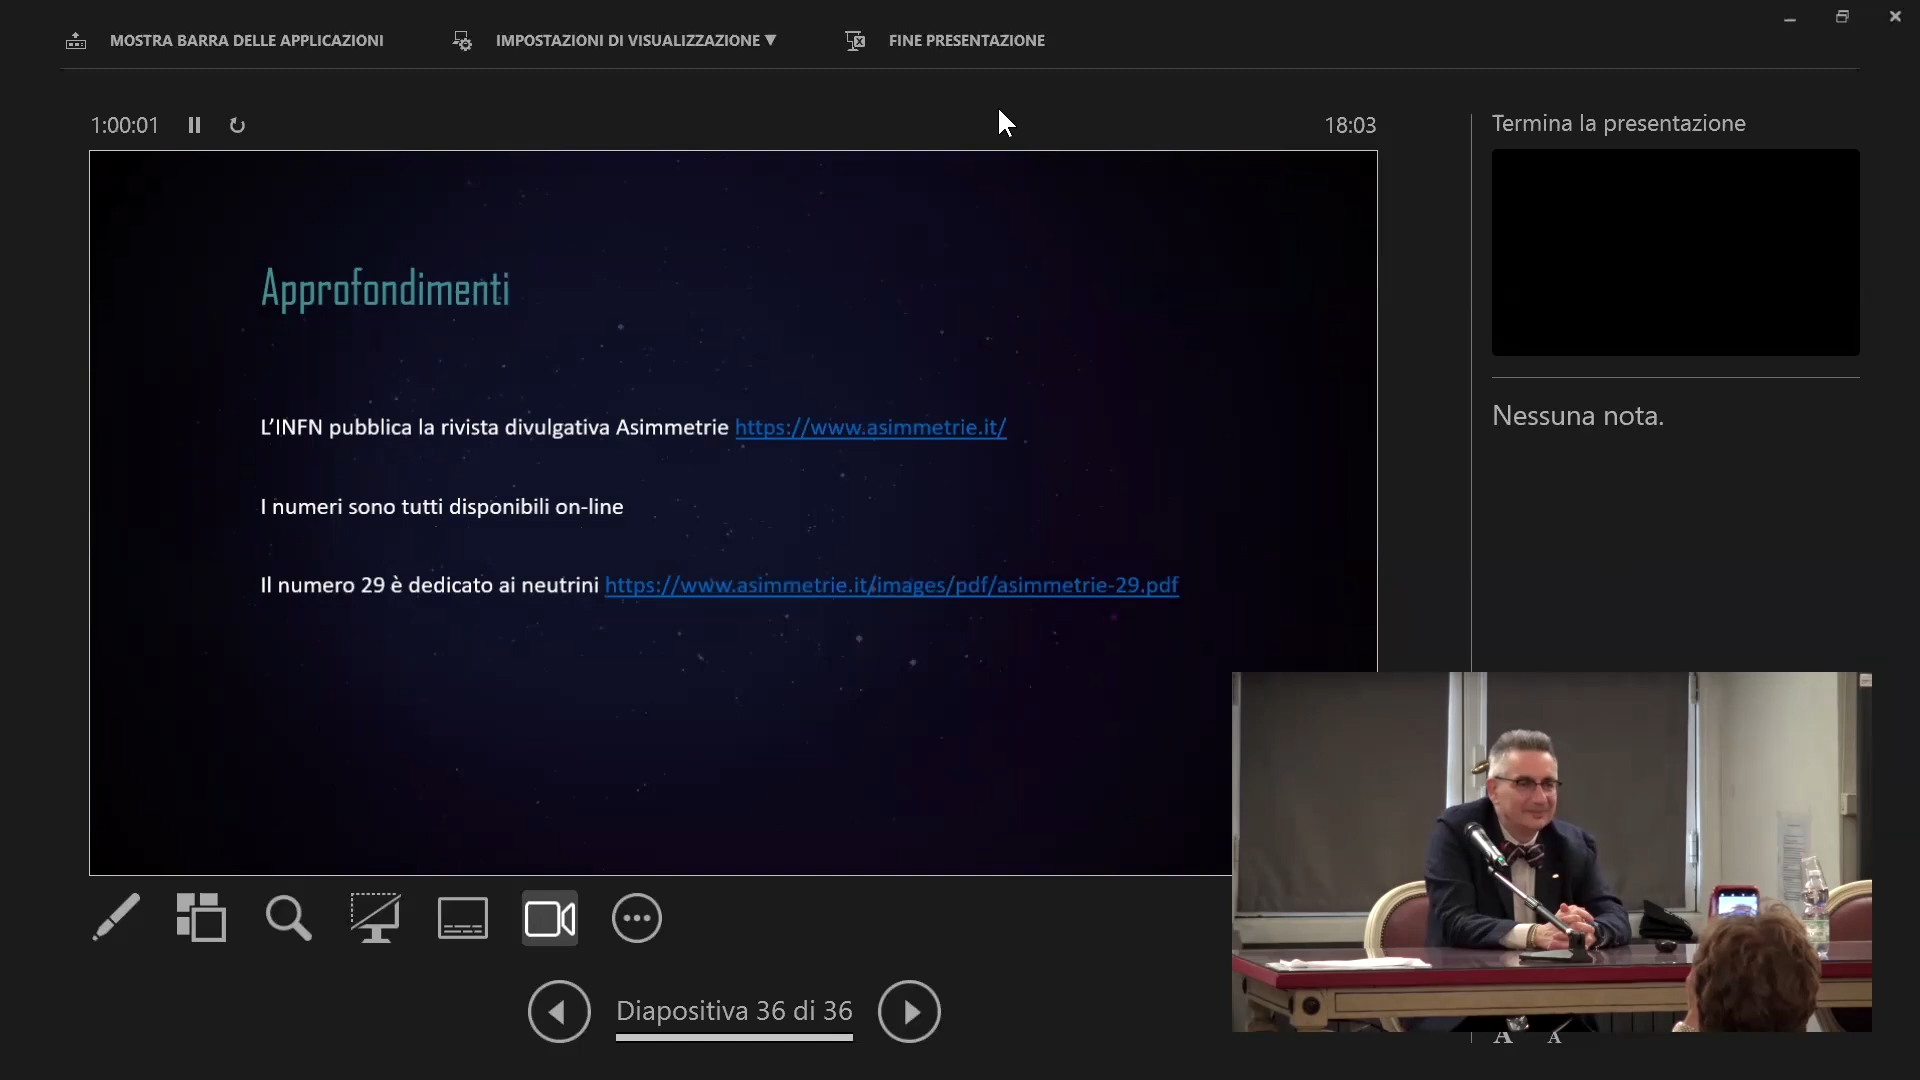 MOSTRA BARRA DELLE APPLICAZIONI
IMPOSTAZIONI DI VISUALIZZAZIONE ▼
FINE PRESENTAZIONE
1:00:01
18:03
Termina la presentazione
Approfondimenti
L’INFN pubblica la rivista divulgativa Asimmetrie https://www.asimmetrie.it/
I numeri sono tutti disponibili on-line
Il numero 29 è dedicato ai neutrini https://www.asimmetrie.it/images/pdf/asimmetrie-29.pdf
Nessuna nota.
Diapositiva 36 di 36
A A